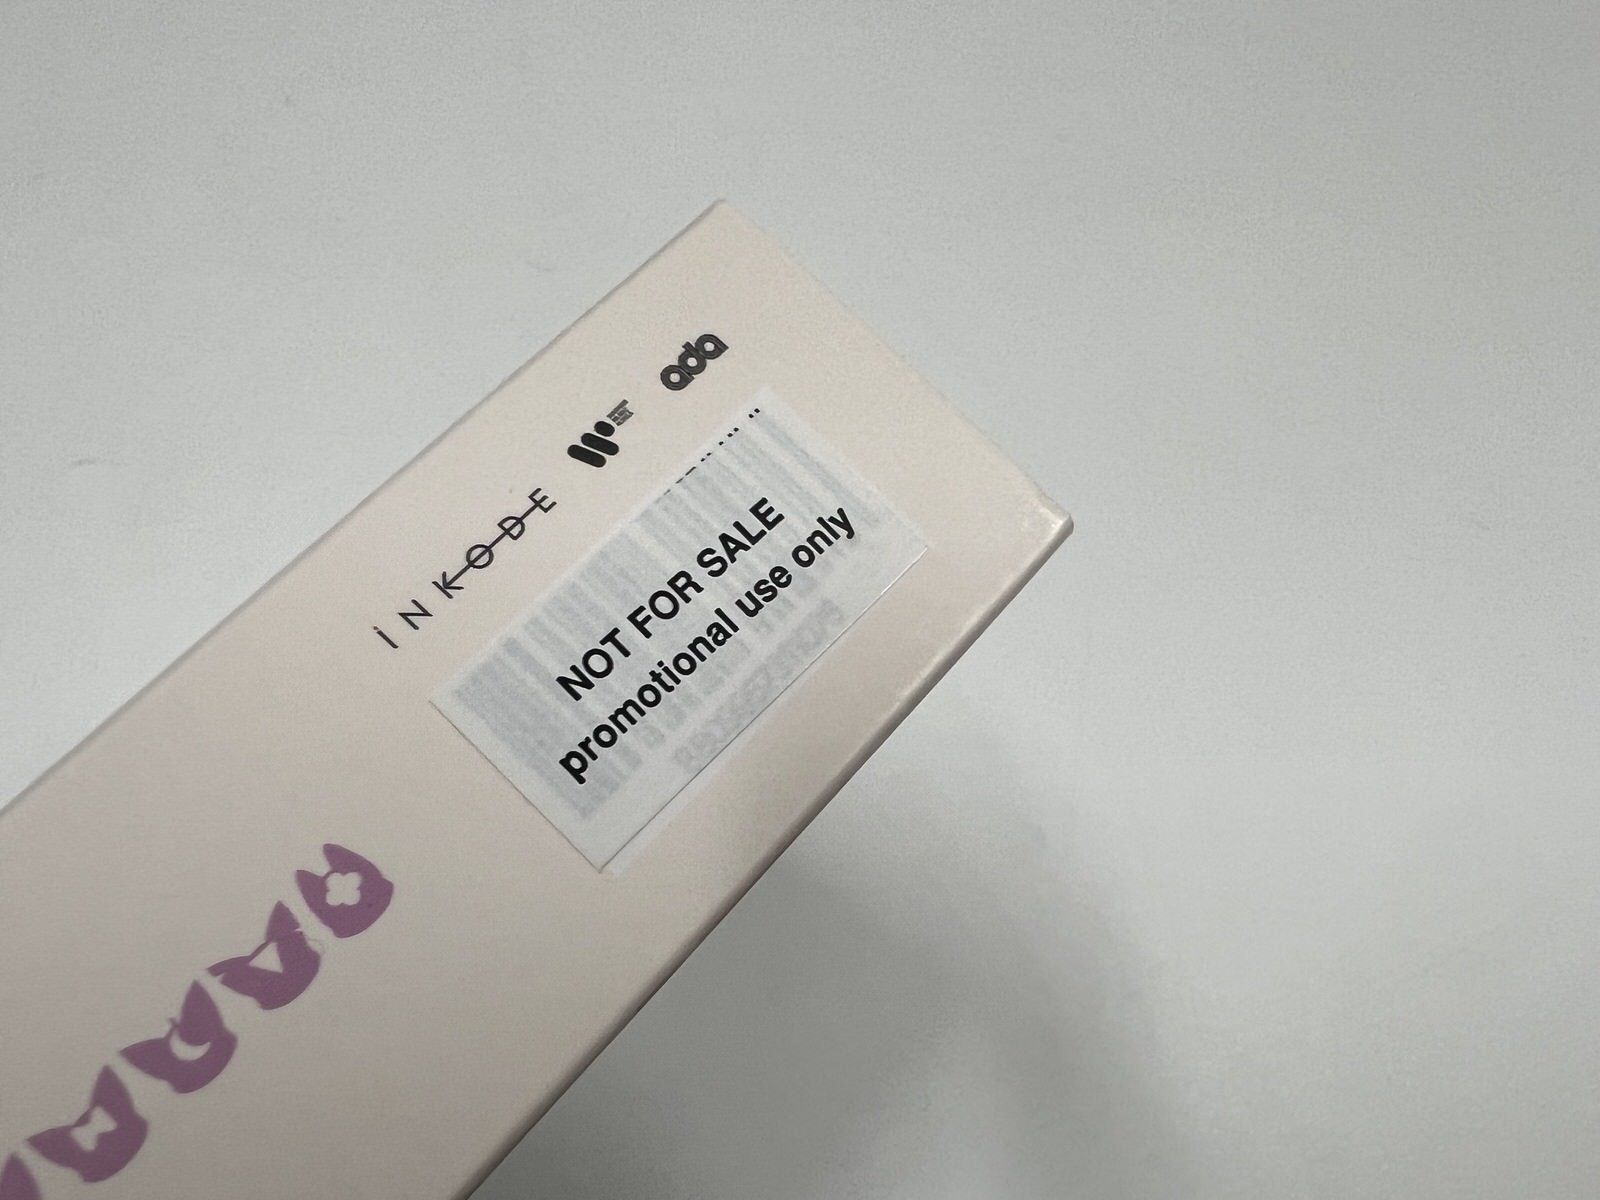 iNKODE
ada
NOT FOR SALE
promotional use only